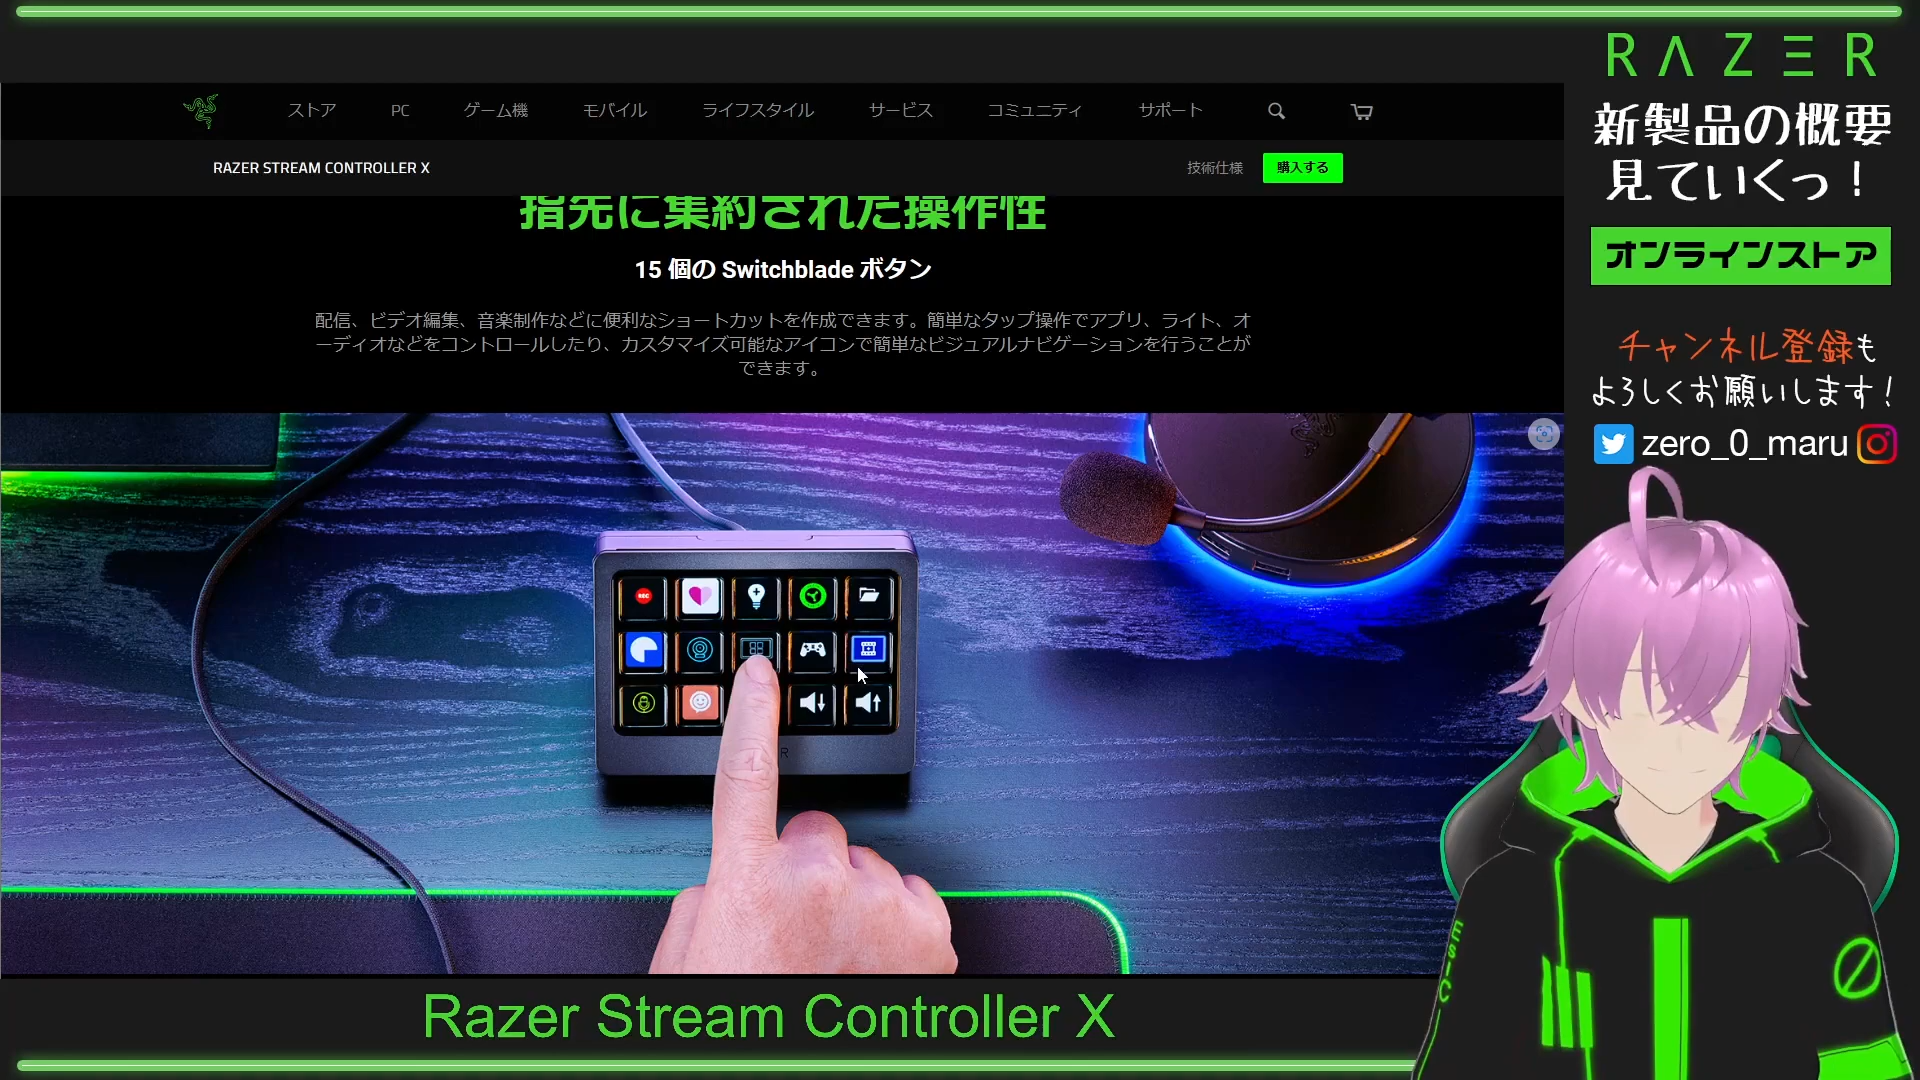 ストア PC ゲーム機 モバイル ライフスタイル サービス コミュニティ サポート
RAZER STREAM CONTROLLER X 技術仕様 購入する
指先に集約された操作性
15 個の Switchblade ボタン
配信、ビデオ編集、音楽制作などに便利なショートカットを作成できます。簡単なタップ操作でアプリ、ライト、オ
ーディオなどをコントロールしたり、カスタマイズ可能なアイコンで簡単なビジュアルナビゲーションを行うことが
できます。
REC
Razer Stream Controller X
RAZER
新製品の概要
見ていくっ！
オンラインストア
チャンネル登録も
よろしくお願いします！
zero_0_maru